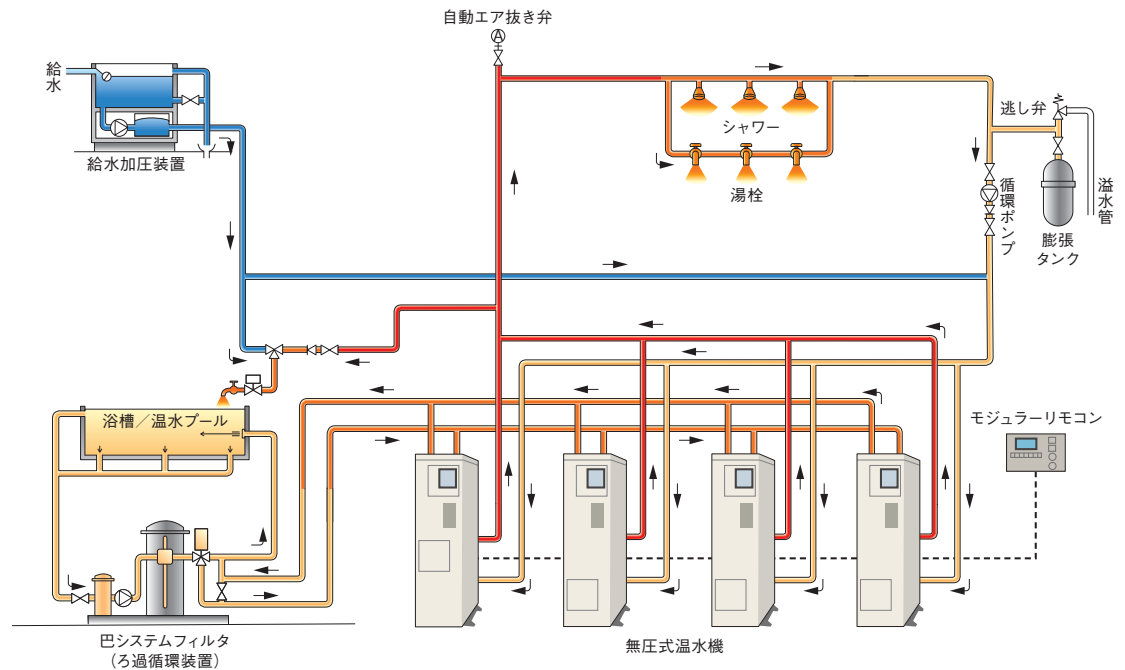 自動エア抜き弁
A
給水
給水加圧装置
シャワー
湯栓
逃し弁
循環ポンプ
膨張
タンク
溢水管
浴槽/温水プール
モジュラーリモコン
巴システムフィルタ
(ろ過循環装置)
無圧式温水機